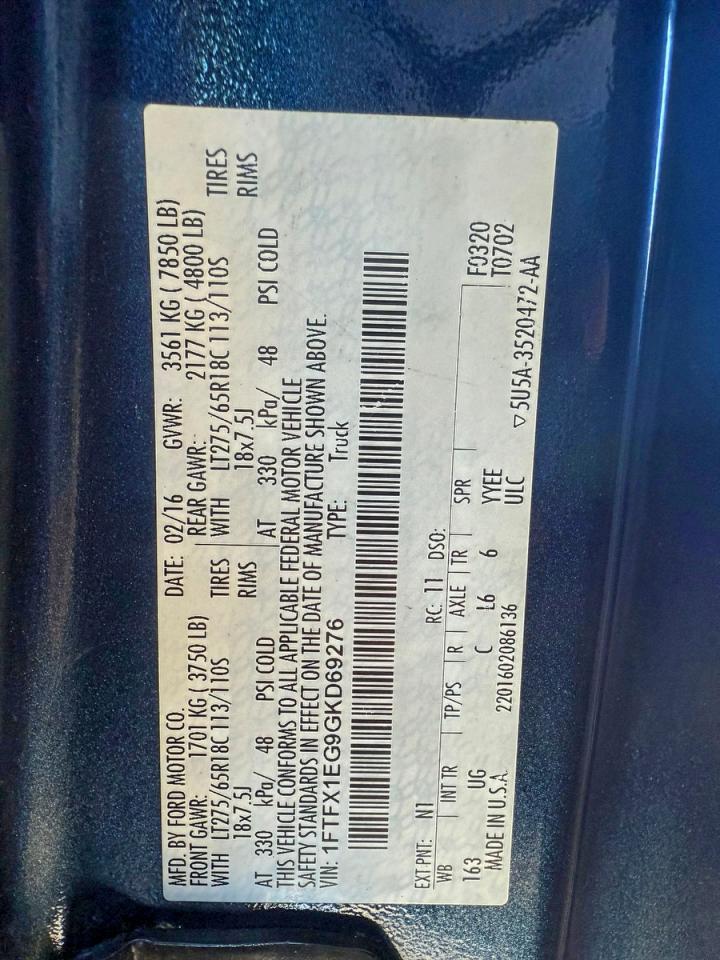 MFD. BY FORD MOTOR CO.
DATE: 02/16 GVWR: 3561 KG ( 7850 LB)
FRONT GAWR: 1701 KG ( 3750 LB)
REAR GAWR: 2177 KG ( 4800 LB)
WITH LT275/65R18C 113/110S TIRES
WITH LT275/65R18C 113/110S TIRES
18x7.5J RIMS
18x7.5J RIMS
AT 330 kPa/ 48 PSI COLD
AT 330 kPa/ 48 PSI COLD
THIS VEHICLE CONFORMS TO ALL APPLICABLE FEDERAL MOTOR VEHICLE
SAFETY STANDARDS IN EFFECT ON THE DATE OF MANUFACTURE SHOWN ABOVE.
VIN: 1FTFX1EG9GKD69276 TYPE: Truck
EXT PNT: N1 RC: 11 DSO:
WB INT TR TP/PS R AXLE TR SPR
163 UG C L6 6 YYEE
F0320
T0702
MADE IN U.S.A. 2201602086136 ULC
▽5U5A-3520472-AA